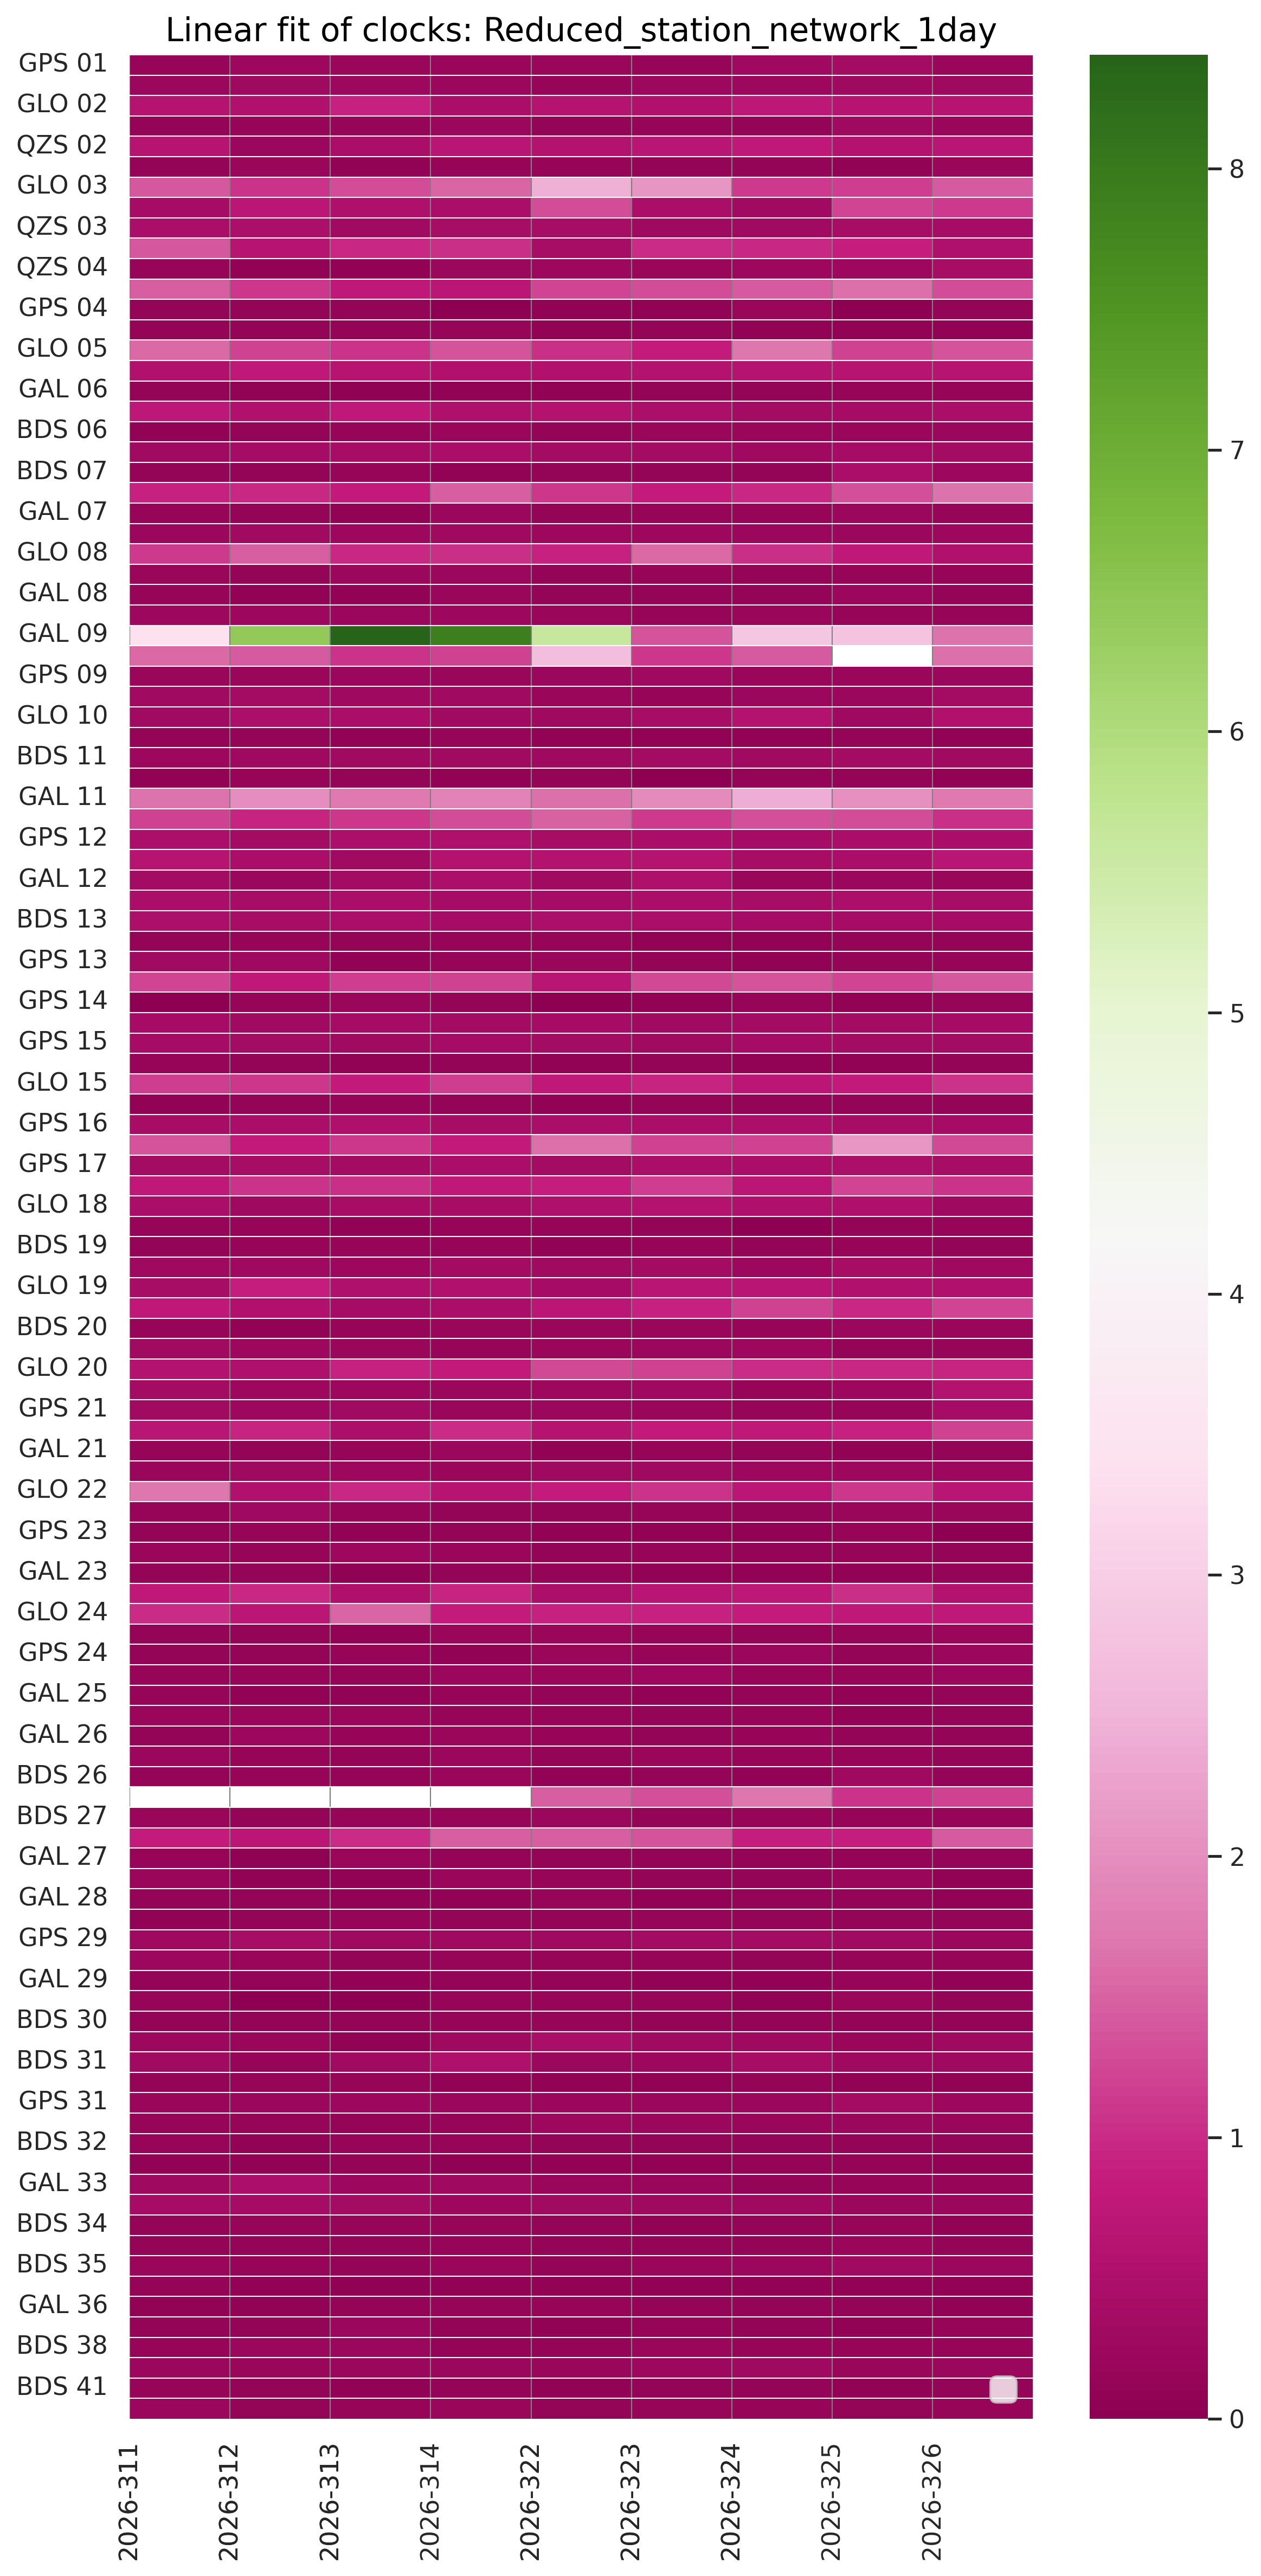 Linear fit of clocks: Reduced_station_network_1day
GPS 01
GLO 02
QZS 02
GLO 03
QZS 03
QZS 04
GPS 04
GLO 05
GAL 06
BDS 06
BDS 07
GAL 07
GLO 08
GAL 08
GAL 09
GPS 09
GLO 10
BDS 11
GAL 11
GPS 12
GAL 12
BDS 13
GPS 13
GPS 14
GPS 15
GLO 15
GPS 16
GPS 17
GLO 18
BDS 19
GLO 19
BDS 20
GLO 20
GPS 21
GAL 21
GLO 22
GPS 23
GAL 23
GLO 24
GPS 24
GAL 25
GAL 26
BDS 26
BDS 27
GAL 27
GAL 28
GPS 29
GAL 29
BDS 30
BDS 31
GPS 31
BDS 32
GAL 33
BDS 34
BDS 35
GAL 36
BDS 38
BDS 41
2026-311
2026-312
2026-313
2026-314
2026-322
2026-323
2026-324
2026-325
2026-326
8
7
6
5
4
3
2
1
0